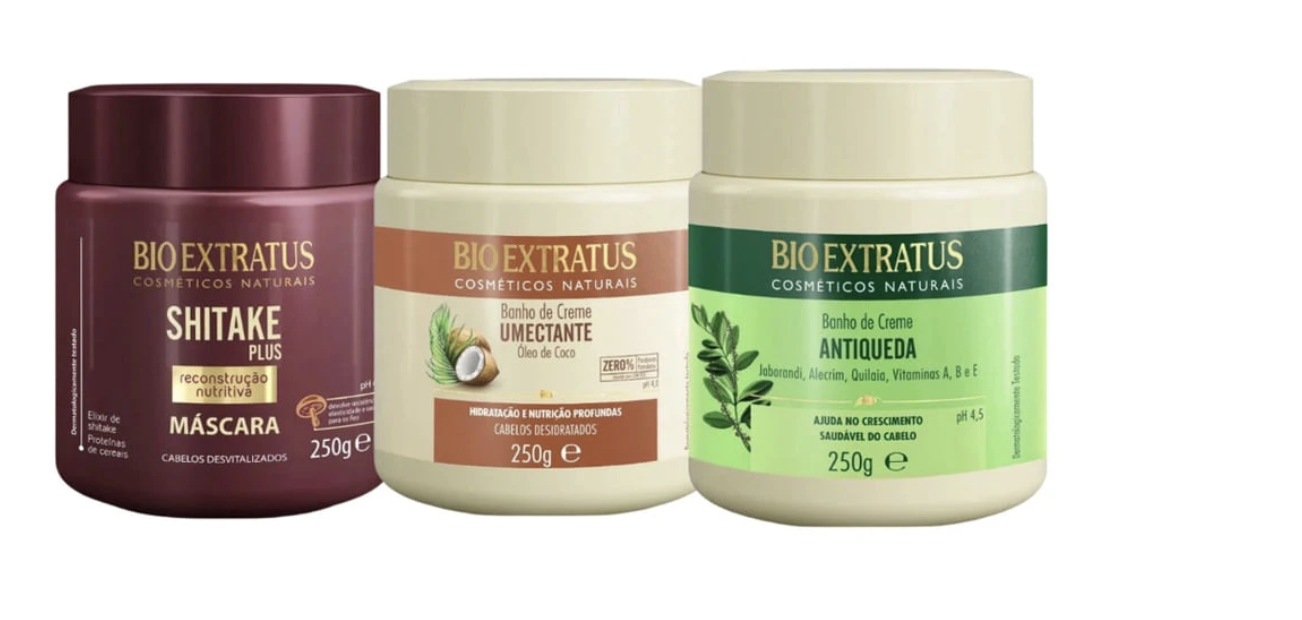 BIO EXTRATUS
COSMÉTICOS NATURAIS
SHITAKE
PLUS
reconstrução
nutritiva
MÁSCARA
CABELOS DESVITALIZADOS
250g e
pH
Elixir de
shitake
Proteínas
de cereais
Dermatologicamente testado
BIO EXTRATUS
COSMÉTICOS NATURAIS
Banho de Creme
UMECTANTE
Óleo de Coco
ZERO%
pH 4,0
HIDRATAÇÃO E NUTRIÇÃO PROFUNDAS
CABELOS DESIDRATADOS
250g e
BIO EXTRATUS
COSMÉTICOS NATURAIS
Banho de Creme
ANTIQUEDA
Jaborandi, Alecrim, Quilaia, Vitaminas A, B e E
AJUDA NO CRESCIMENTO
SAUDÁVEL DO CABELO
pH 4,5
250g e
Dermatologicamente Testado